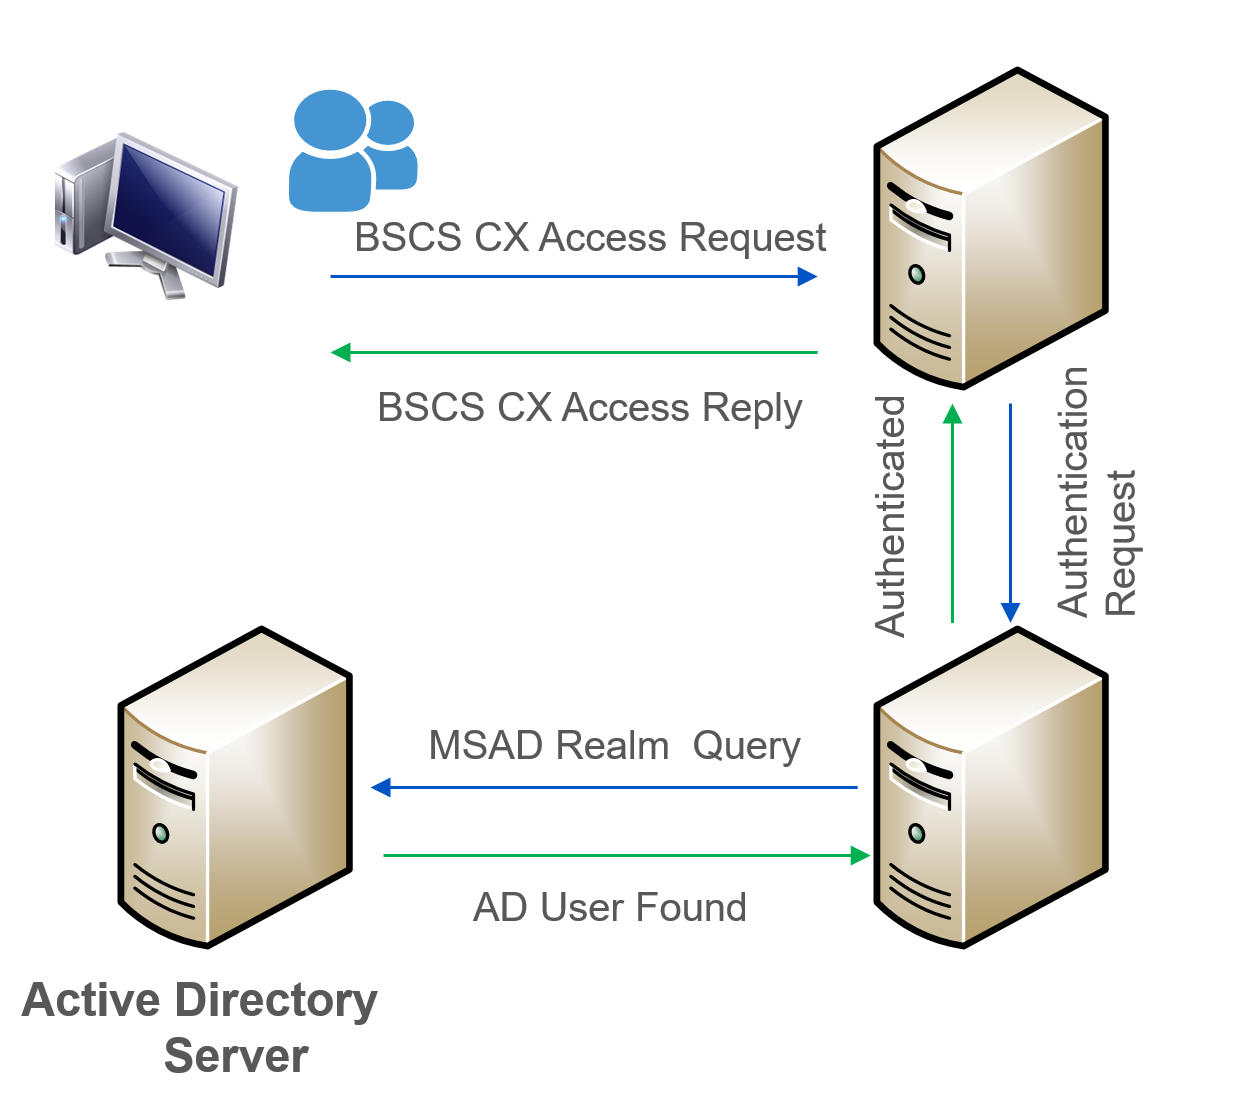 BSCS CX Access Request
BSCS CX Access Reply
Authenticated
Authentication
Request
MSAD Realm  Query
AD User Found
Active Directory
Server